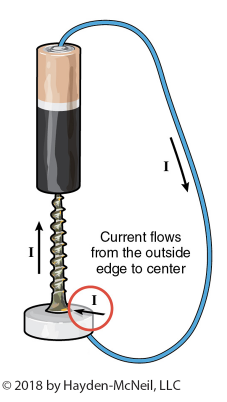 I
Current flows
from the outside
edge to center
I
I
© 2018 by Hayden-McNeil, LLC